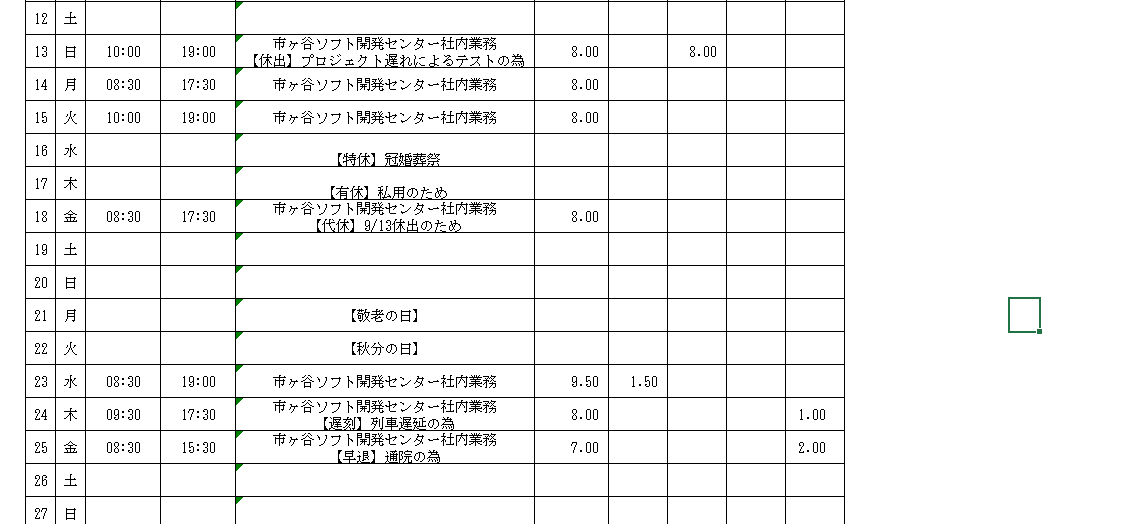 12 土
13 日 10:00 19:00 市ヶ谷ソフト開発センター社内業務 8.00 8.00
【休出】プロジェクト遅れによるテストの為
14 月 08:30 17:30 市ヶ谷ソフト開発センター社内業務 8.00
15 火 10:00 19:00 市ヶ谷ソフト開発センター社内業務 8.00
16 水
【特休】冠婚葬祭
17 木
【有休】私用のため
18 金 08:30 17:30 市ヶ谷ソフト開発センター社内業務 8.00
【代休】9/13休出のため
19 土
20 日
21 月 【敬老の日】
22 火 【秋分の日】
23 水 08:30 19:00 市ヶ谷ソフト開発センター社内業務 9.50 1.50
24 木 09:30 17:30 市ヶ谷ソフト開発センター社内業務 8.00 1.00
【遅刻】列車遅延の為
25 金 08:30 15:30 市ヶ谷ソフト開発センター社内業務 7.00 2.00
【早退】通院の為
26 土
27 日